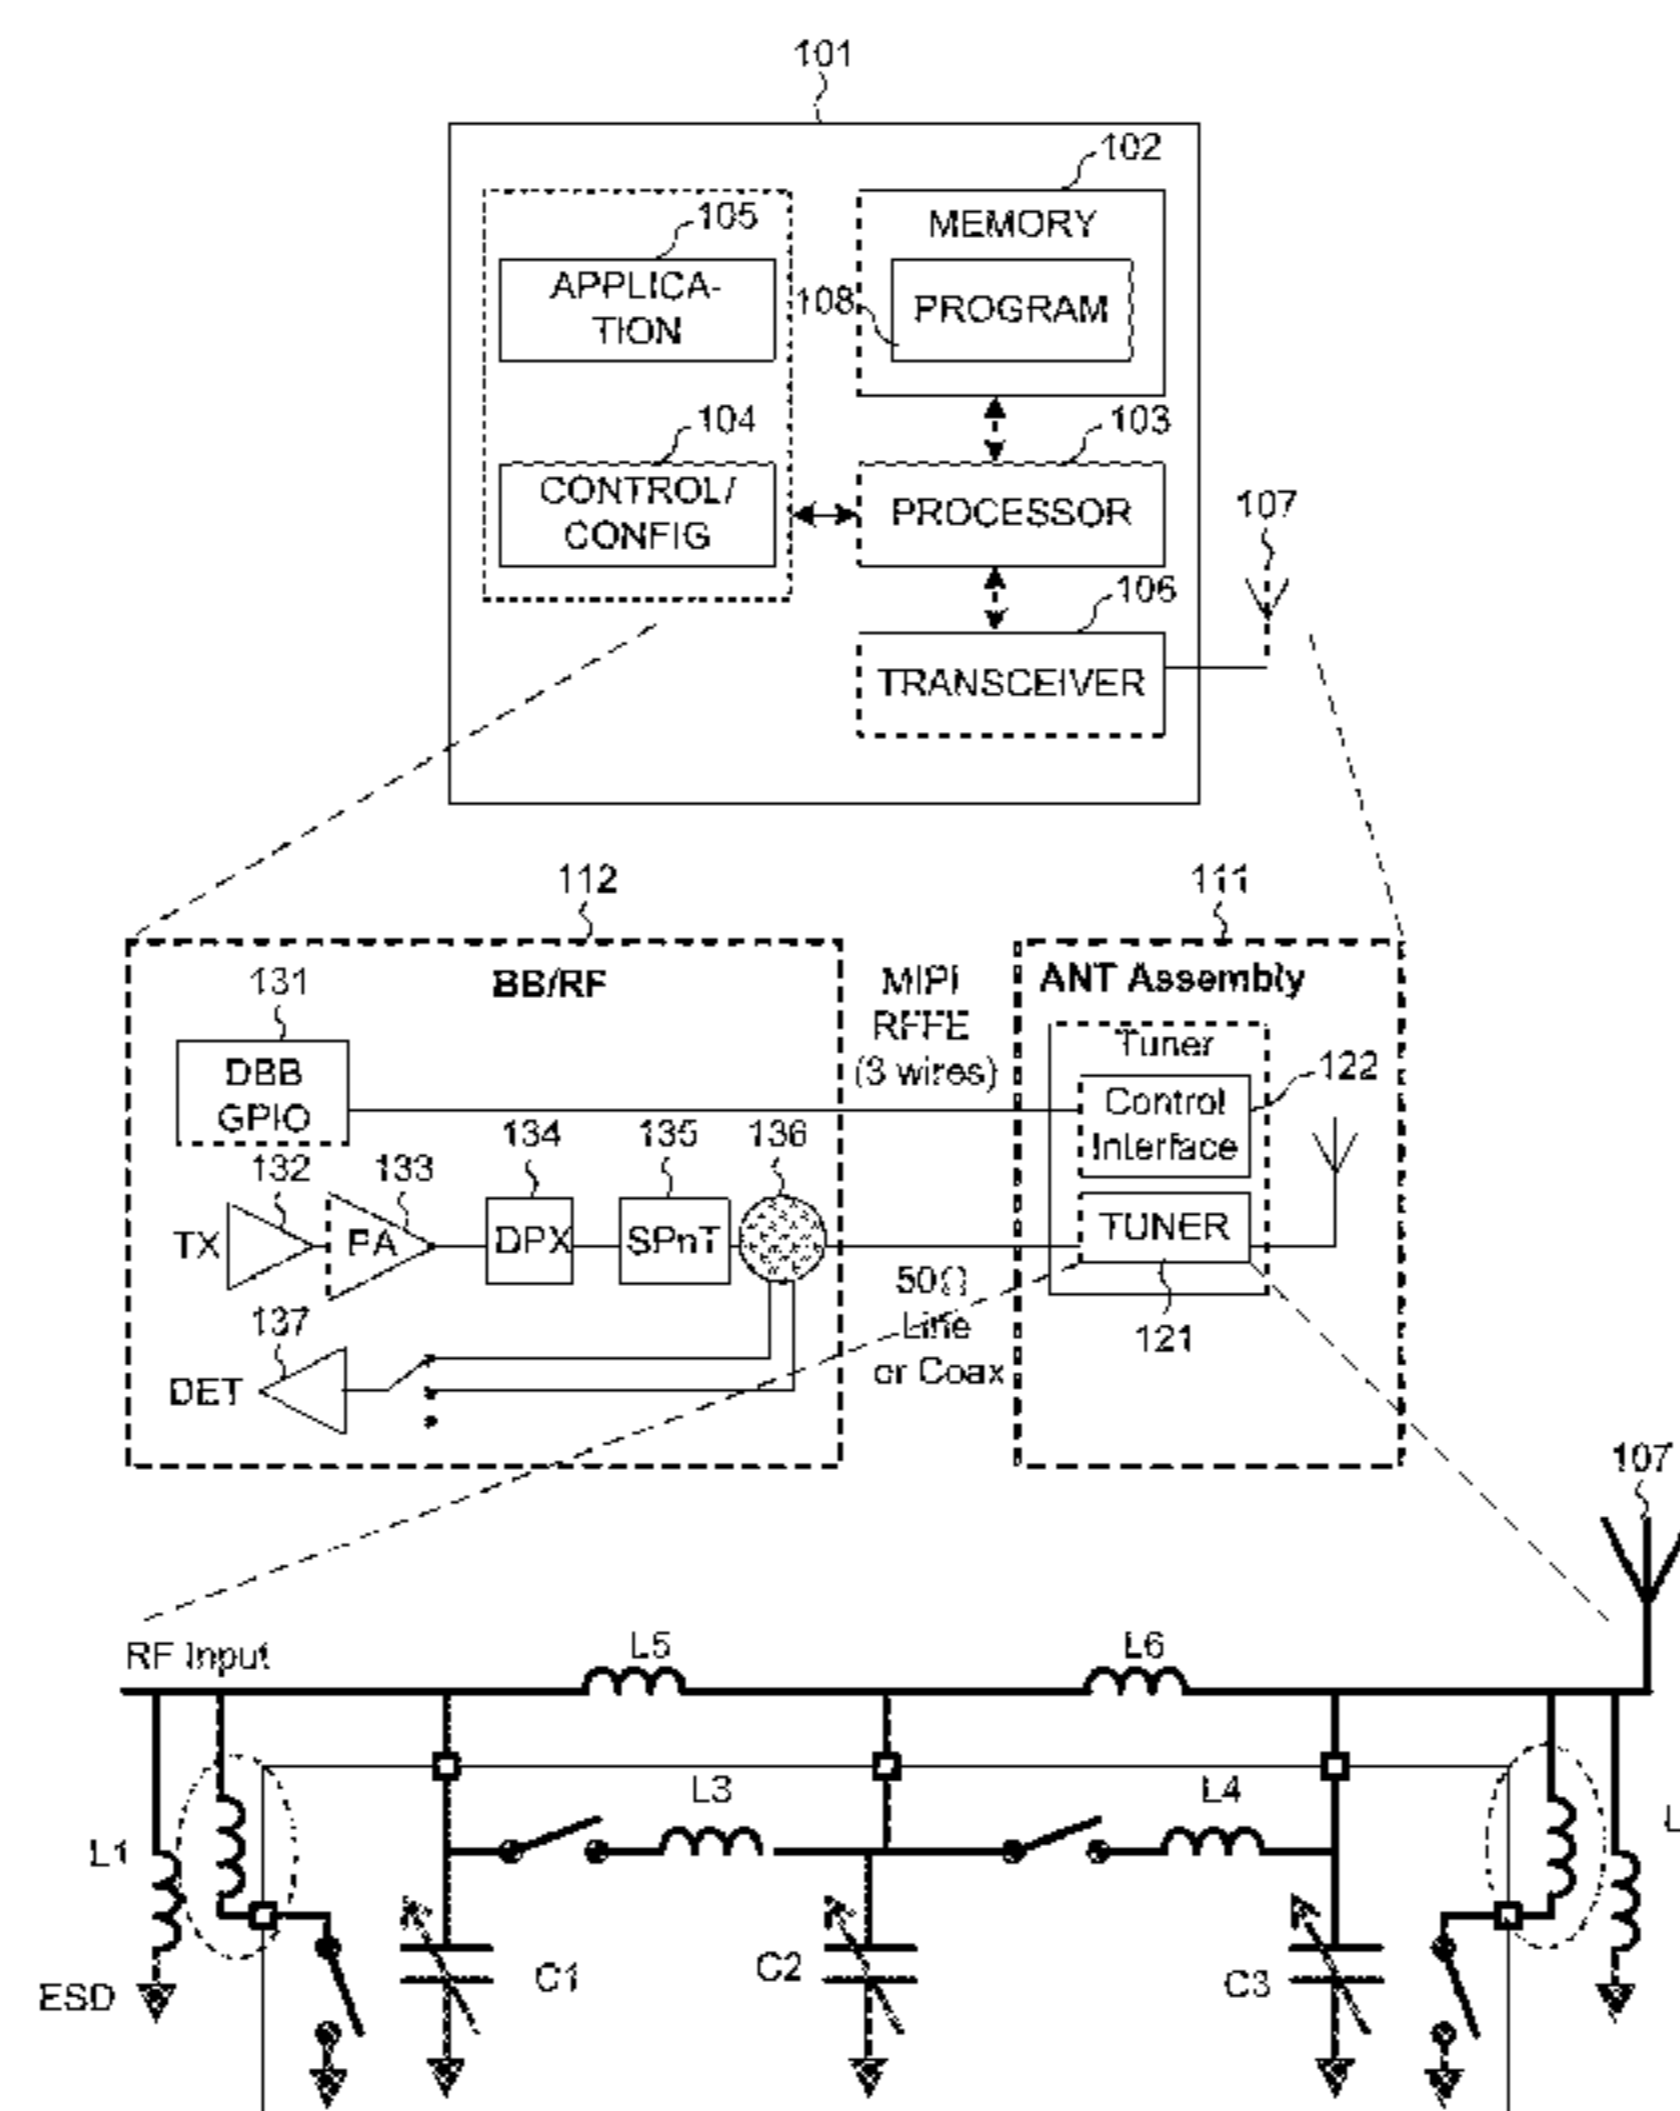 101
102
MEMORY
105
APPLICA-
TION
108
PROGRAM
104
CONTROL/
CONFIG
103
PROCESSOR
107
106
TRANSCEIVER
112
111
BB/RF
MIPI
RFFE
(3 wires)
ANT Assembly
131
DBB
GPIO
Tuner
122
Control
Interface
132
133
134
135
136
TX
PA
DPX
SPnT
TUNER
50Ω
Line
or Coax
121
137
DET
107
RF Input
L5
L6
L3
L4
L1
L
ESD
C1
C2
C3